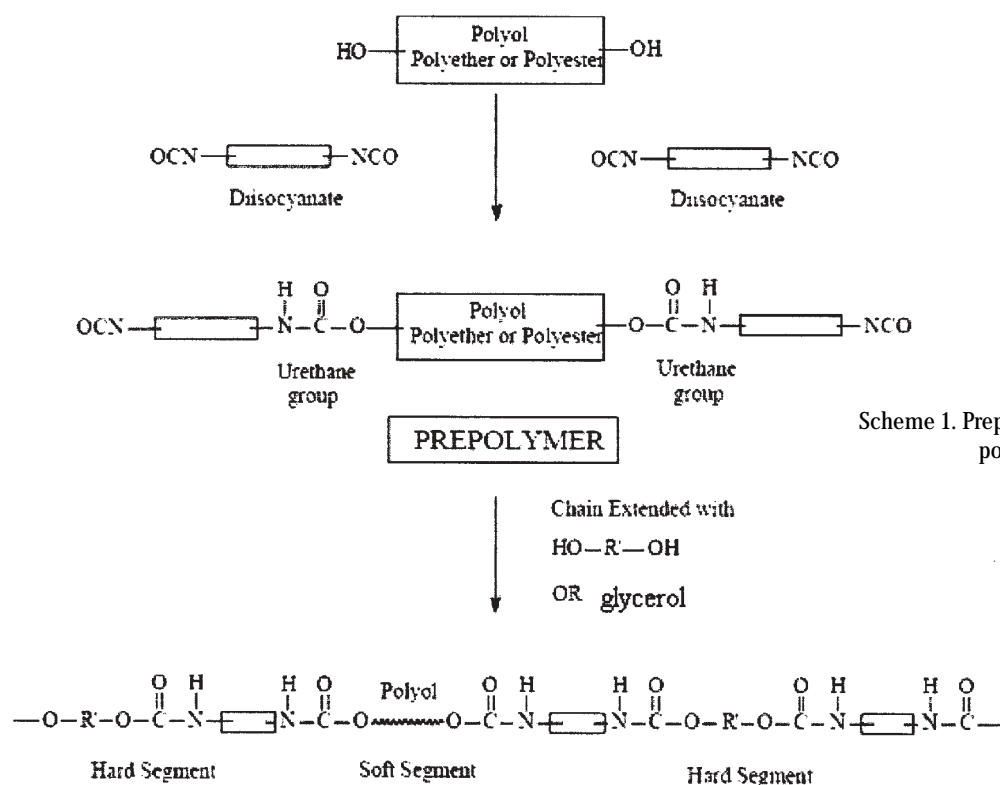 Polyol
HO
Polyether or Polyester
OH
OCN
NCO
OCN
NCO
Diisocyanate
Diisocyanate
H O
O H
OCN
N C O
Polyol
Polyether or Polyester
O C N
NCO
Urethane
group
Urethane
group
PREPOLYMER
Scheme 1. Prep
po
Chain Extended with
HO—R'—OH
OR glycerol
O H H O Polyol O H H O O H H O
—O—R'—O—C—N N—C—O O—C—N N—C—O—R'—O—C—N N—C—
Hard Segment Soft Segment Hard Segment